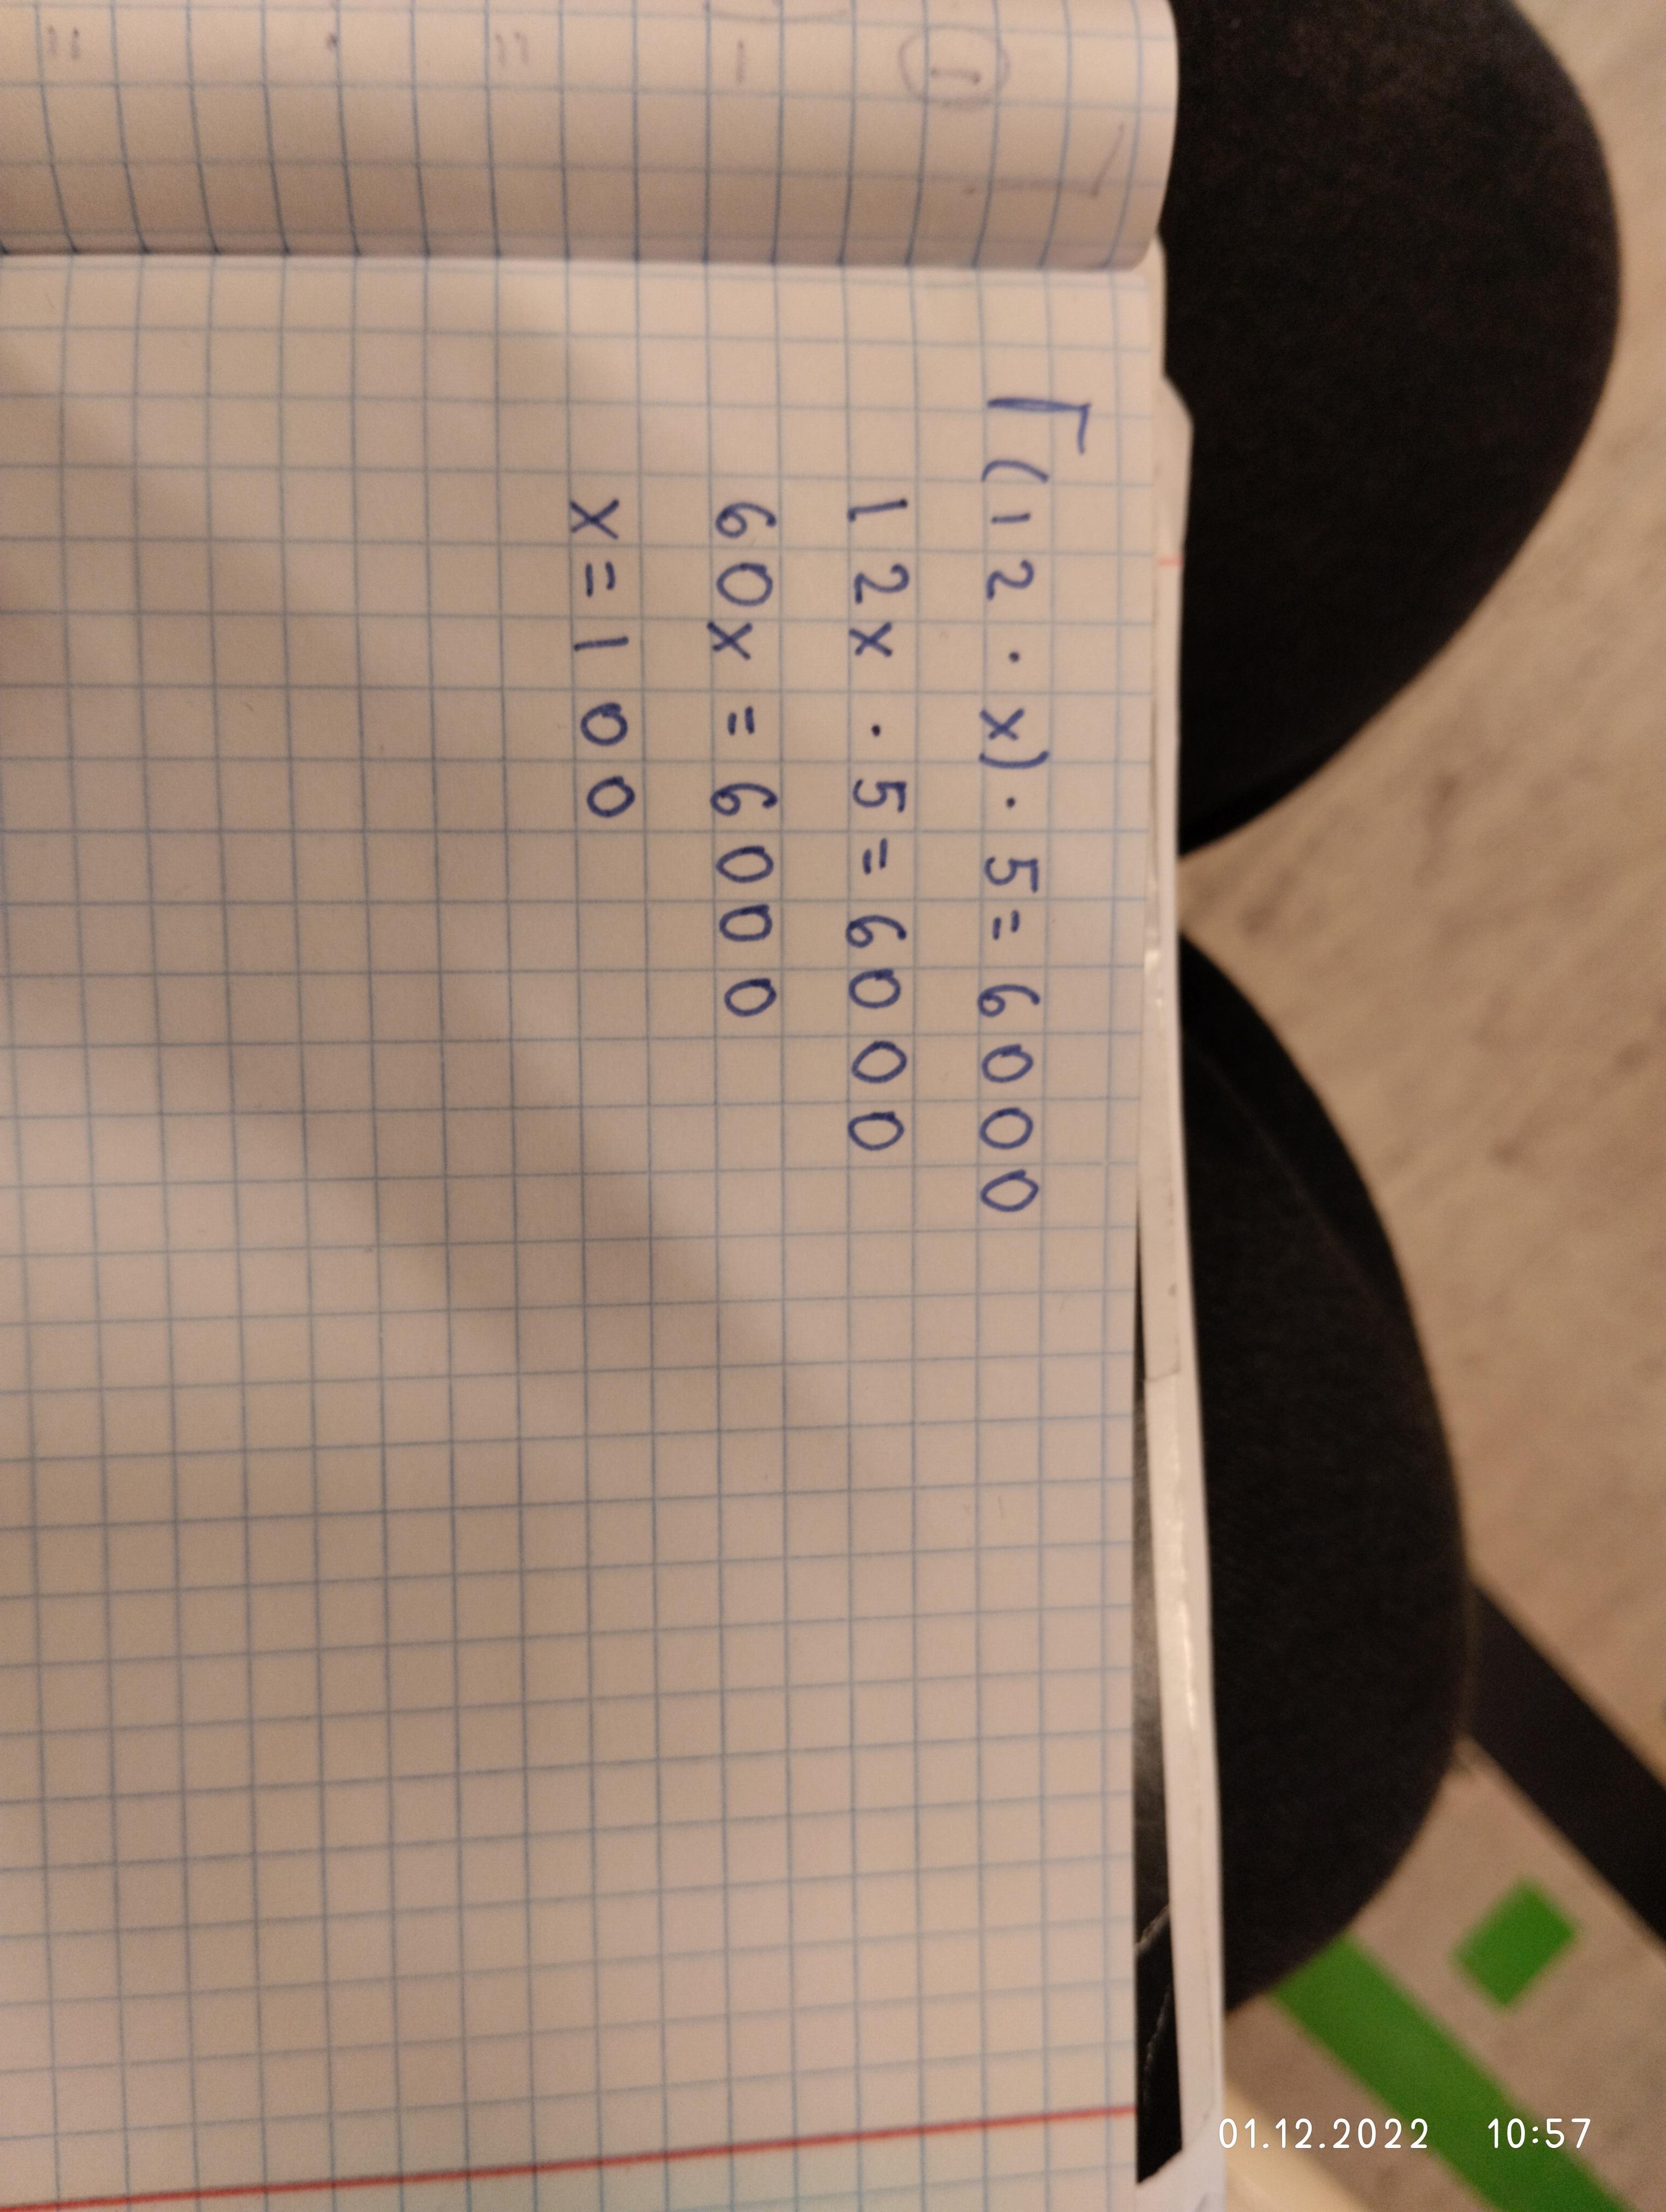 (12 · x) · 5 = 6000
12x · 5 = 6000
60x = 6000
x = 100
01.12.2022 10:57